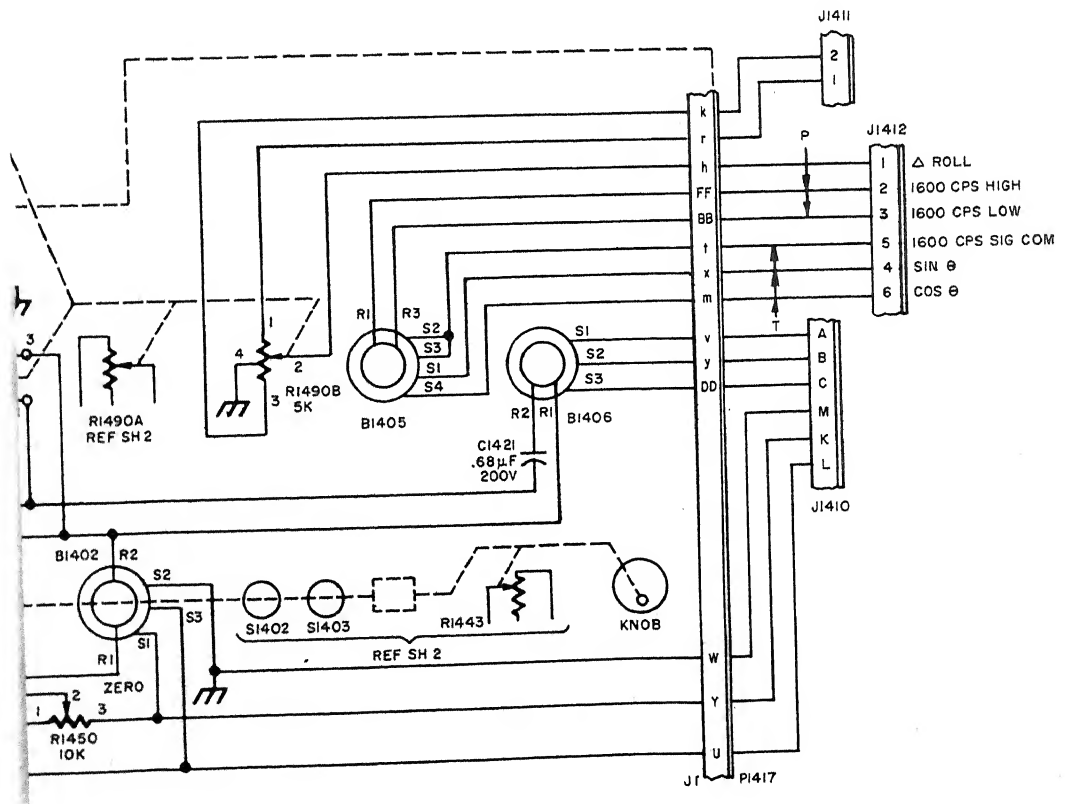 J1411
2
1
k
r
h
FF
BB
t
x
m
v
y
DD
W
Y
U
J1
P1417
P
T
J1412
1 Δ ROLL
2 1600 CPS HIGH
3 1600 CPS LOW
5 1600 CPS SIG COM
4 SIN θ
6 COS θ
A
B
C
M
K
L
J1410
3
R1490A
REF SH 2
1
4
2
3
R1490B
5K
R1
R3
S2
S3
S1
S4
B1405
S1
S2
S3
R2
R1
B1406
C1421
.68µF
200V
B1402
R2
S2
S3
S1
R1
ZERO
S1402
S1403
R1443
KNOB
REF SH 2
1
2
3
R1450
10K